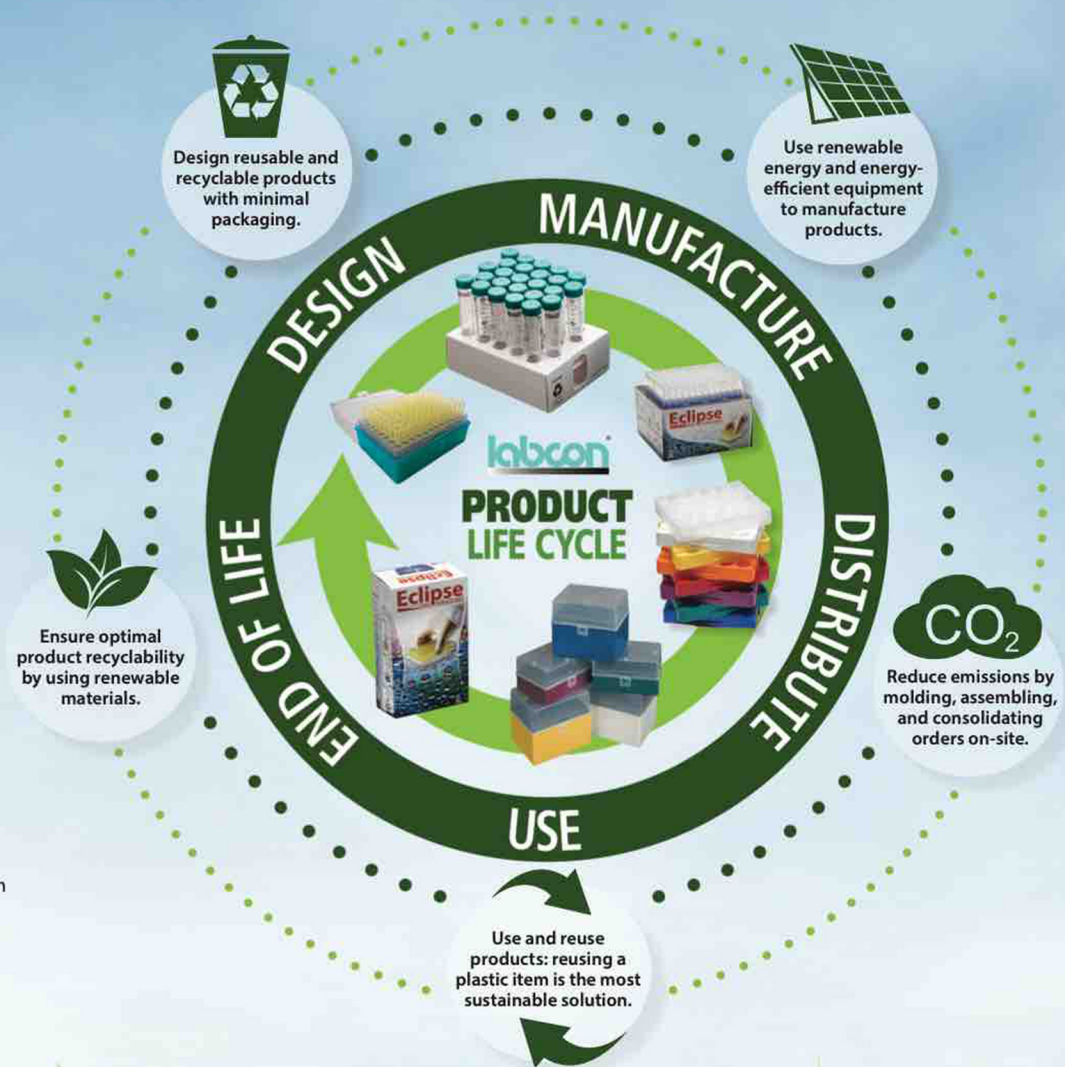 Design reusable and
recyclable products
with minimal
packaging.
Use renewable
energy and energy-
efficient equipment
to manufacture
products.
DESIGN
MANUFACTURE
DISTRIBUTE
USE
END OF LIFE
Eclipse
labcon
PRODUCT
LIFE CYCLE
Eclipse
Eclipse
CO₂
Reduce emissions by
molding, assembling,
and consolidating
orders on-site.
Ensure optimal
product recyclability
by using renewable
materials.
Use and reuse
products: reusing a
plastic item is the most
sustainable solution.